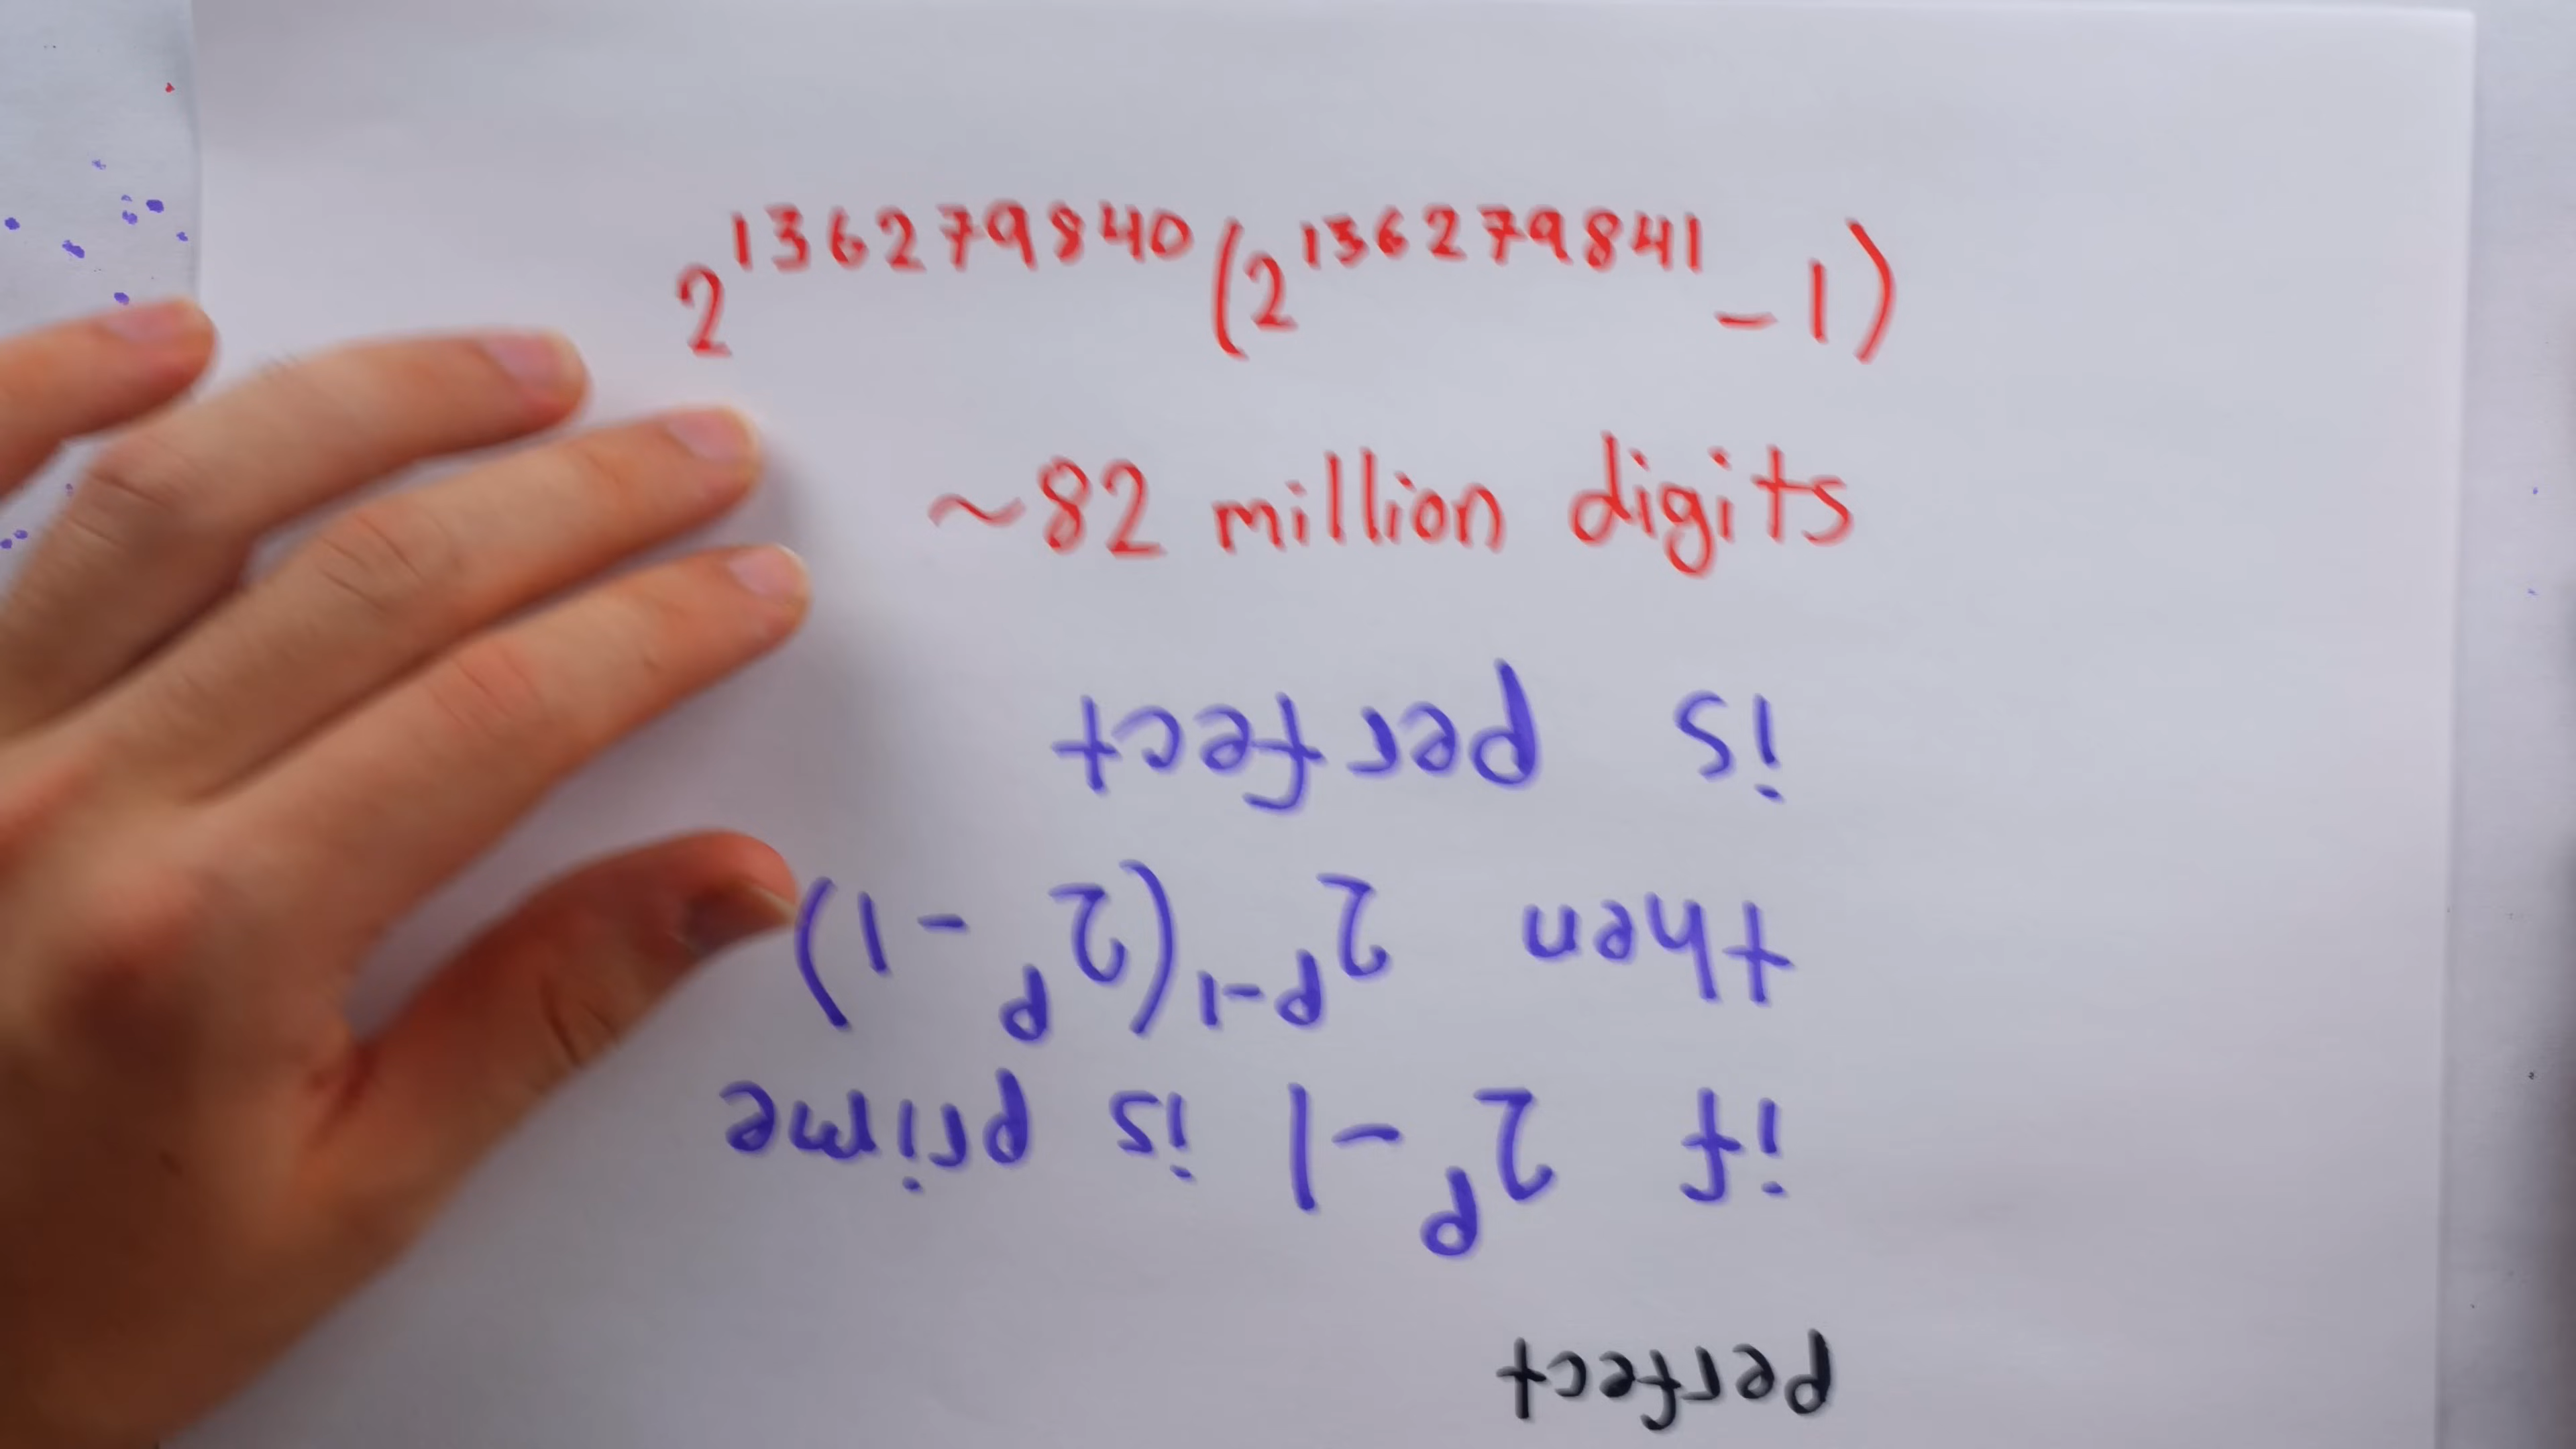 2^136279840(2^136279841 - 1)
~82 million digits
perfect
if 2^p - 1 is prime
then 2^p-1(2^p - 1)
is perfect